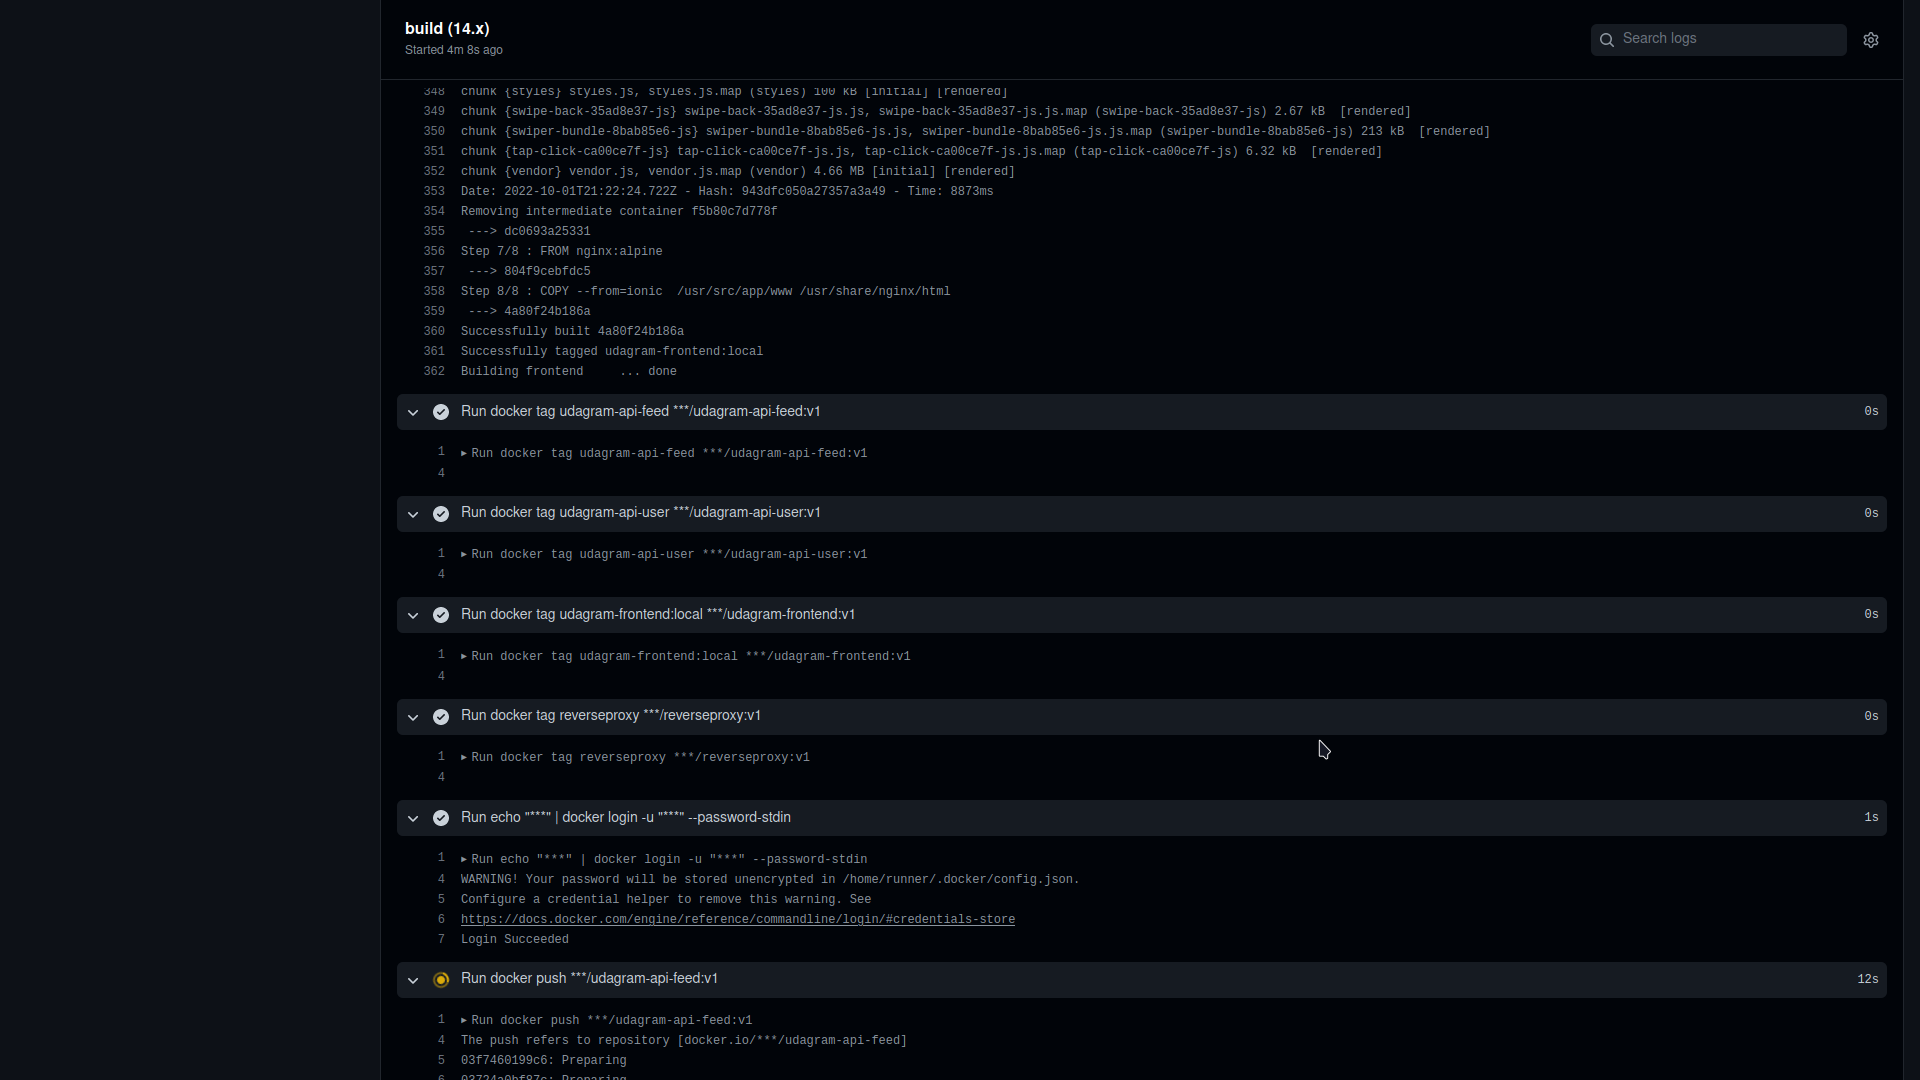 build (14.x)
Started 4m 8s ago
Search logs
348 chunk {styles} styles.js, styles.js.map (styles) 100 kB [initial] [rendered]
349 chunk {swipe-back-35ad8e37-js} swipe-back-35ad8e37-js.js, swipe-back-35ad8e37-js.js.map (swipe-back-35ad8e37-js) 2.67 kB  [rendered]
350 chunk {swiper-bundle-8bab85e6-js} swiper-bundle-8bab85e6-js.js, swiper-bundle-8bab85e6-js.js.map (swiper-bundle-8bab85e6-js) 213 kB  [rendered]
351 chunk {tap-click-ca00ce7f-js} tap-click-ca00ce7f-js.js, tap-click-ca00ce7f-js.js.map (tap-click-ca00ce7f-js) 6.32 kB  [rendered]
352 chunk {vendor} vendor.js, vendor.js.map (vendor) 4.66 MB [initial] [rendered]
353 Date: 2022-10-01T21:22:24.722Z - Hash: 943dfc050a27357a3a49 - Time: 8873ms
354 Removing intermediate container f5b80c7d778f
355 ---> dc0693a25331
356 Step 7/8 : FROM nginx:alpine
357 ---> 804f9cebfdc5
358 Step 8/8 : COPY --from=ionic  /usr/src/app/www /usr/share/nginx/html
359 ---> 4a80f24b186a
360 Successfully built 4a80f24b186a
361 Successfully tagged udagram-frontend:local
362 Building frontend     ... done
Run docker tag udagram-api-feed ***/udagram-api-feed:v1 0s
1 ▸ Run docker tag udagram-api-feed ***/udagram-api-feed:v1
4
Run docker tag udagram-api-user ***/udagram-api-user:v1 0s
1 ▸ Run docker tag udagram-api-user ***/udagram-api-user:v1
4
Run docker tag udagram-frontend:local ***/udagram-frontend:v1 0s
1 ▸ Run docker tag udagram-frontend:local ***/udagram-frontend:v1
4
Run docker tag reverseproxy ***/reverseproxy:v1 0s
1 ▸ Run docker tag reverseproxy ***/reverseproxy:v1
4
Run echo "***" | docker login -u "***" --password-stdin 1s
1 ▸ Run echo "***" | docker login -u "***" --password-stdin
4 WARNING! Your password will be stored unencrypted in /home/runner/.docker/config.json.
5 Configure a credential helper to remove this warning. See
6 https://docs.docker.com/engine/reference/commandline/login/#credentials-store
7 Login Succeeded
Run docker push ***/udagram-api-feed:v1 12s
1 ▸ Run docker push ***/udagram-api-feed:v1
4 The push refers to repository [docker.io/***/udagram-api-feed]
5 03f7460199c6: Preparing
6 Preparing